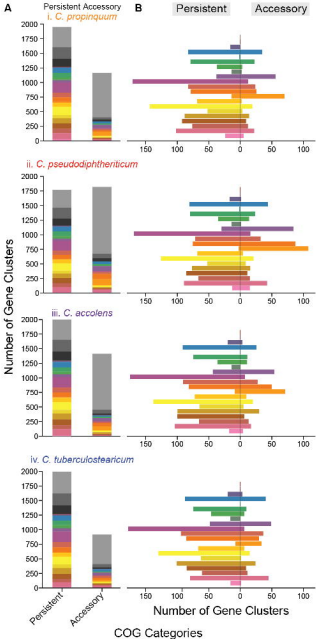 A
B
Persistent Accessory
Persistent
Accessory
i. C. propinquum
2000
1750
1500
1250
1000
750
500
250
0
150 100 50 0 50 100
ii. C. pseudodiphtheriticum
2000
1750
1500
1250
1000
750
500
250
0
150 100 50 0 50 100
iii. C. accolens
2000
1750
1500
1250
1000
750
500
250
0
150 100 50 0 50 100
iv. C. tuberculostearicum
2000
1750
1500
1250
1000
750
500
250
0
150 100 50 0 50 100
Number of Gene Clusters
Persistent
Accessory
Number of Gene Clusters
COG Categories